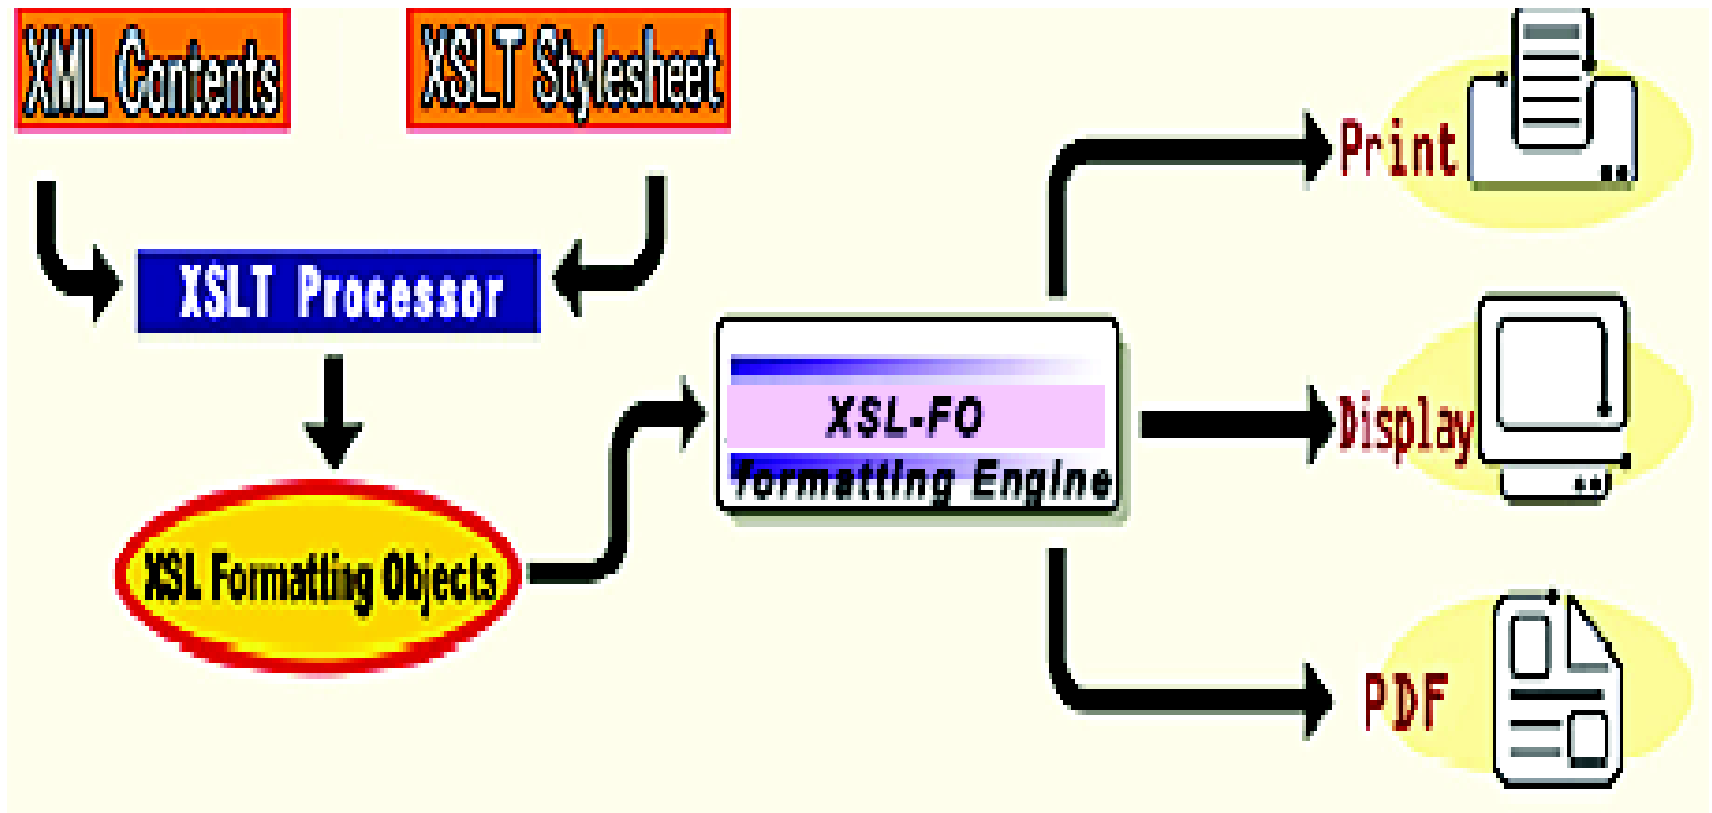 XML Contents
XSLT Stylesheet
XSLT Processor
XSL Formatting Objects
XSL-FO
formatting Engine
Print
Display
PDF